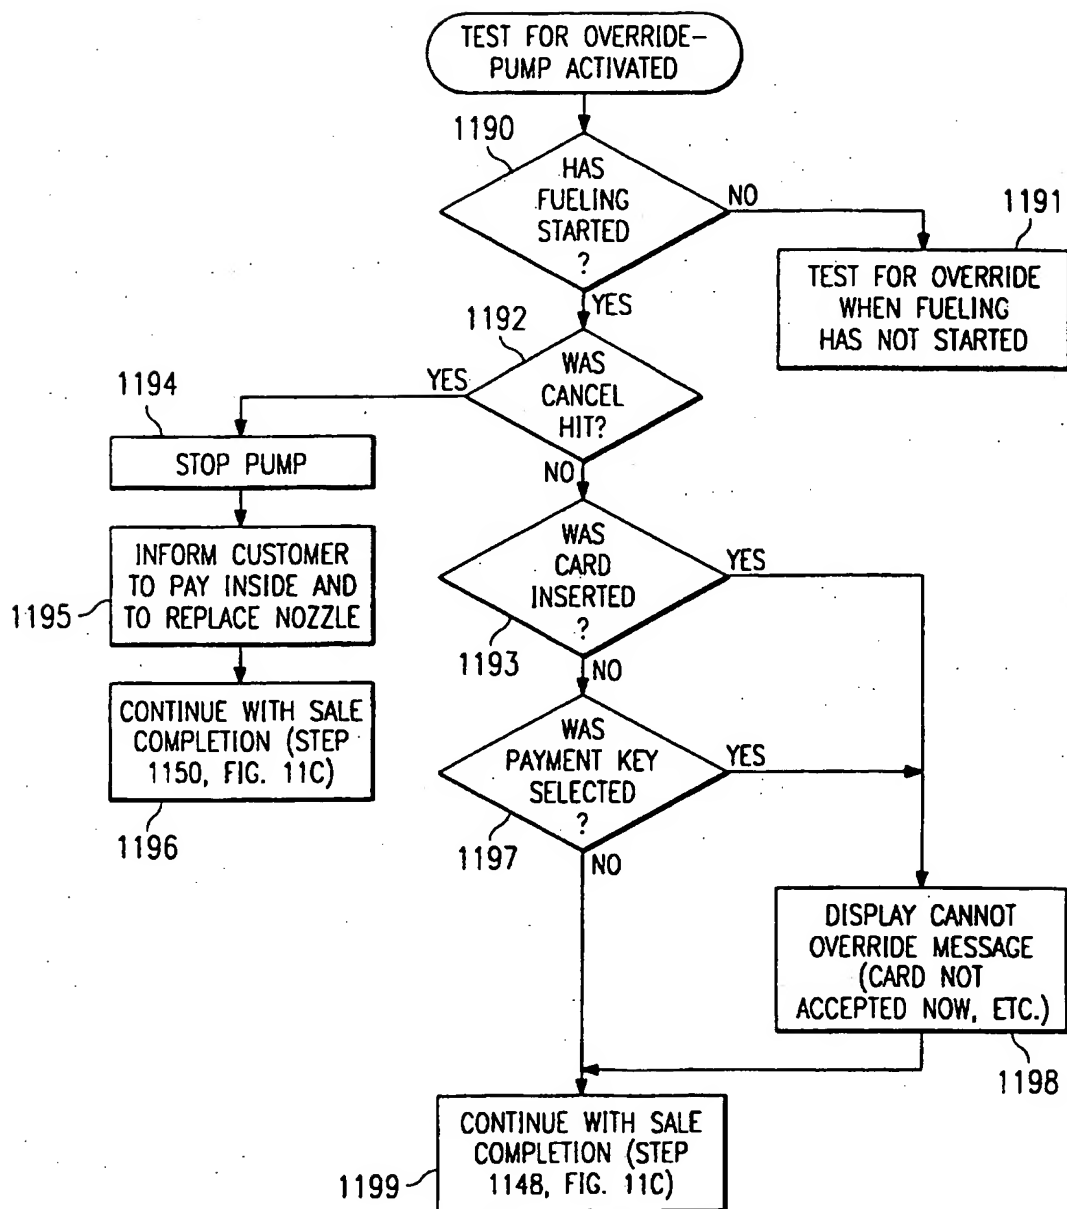 TEST FOR OVERRIDE-
PUMP ACTIVATED
1190
HAS
FUELING
STARTED
?
NO
1191
TEST FOR OVERRIDE
WHEN FUELING
HAS NOT STARTED
YES
1192
WAS
CANCEL
HIT?
YES
1194
STOP PUMP
NO
INFORM CUSTOMER
TO PAY INSIDE AND
TO REPLACE NOZZLE
1195
WAS
CARD
INSERTED
?
YES
1193
NO
CONTINUE WITH SALE
COMPLETION (STEP
1150, FIG. 11C)
1196
WAS
PAYMENT KEY
SELECTED
?
YES
1197
NO
DISPLAY CANNOT
OVERRIDE MESSAGE
(CARD NOT
ACCEPTED NOW, ETC.)
1198
CONTINUE WITH SALE
COMPLETION (STEP
1148, FIG. 11C)
1199